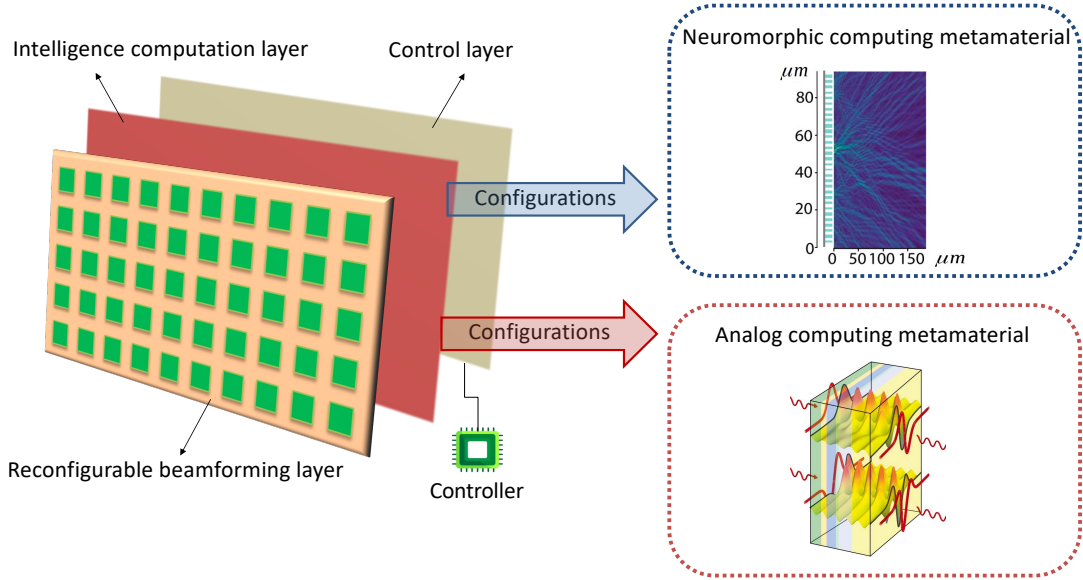 Intelligence computation layer
Control layer
Reconfigurable beamforming layer
Controller
Configurations
Configurations
Neuromorphic computing metamaterial
μm
80
60
40
20
0
0 50 100 150 μm
Analog computing metamaterial